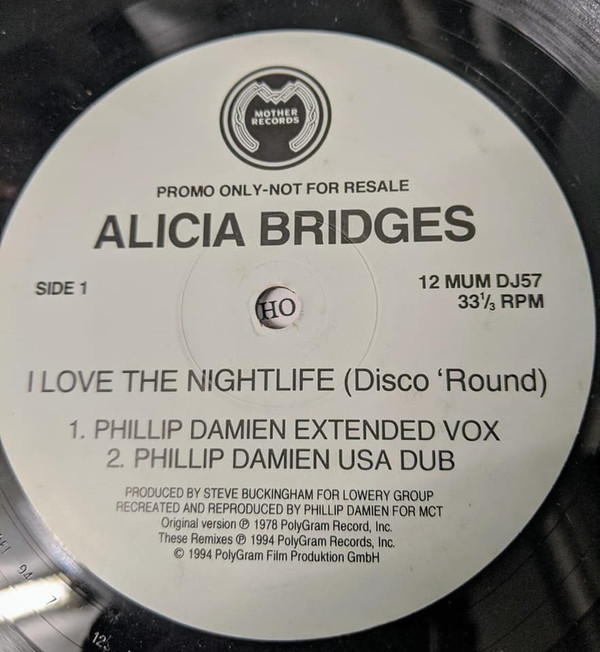 MOTHER
RECORDS
PROMO ONLY-NOT FOR RESALE
ALICIA BRIDGES
SIDE 1
12 MUM DJ57
33⅓ RPM
HO
I LOVE THE NIGHTLIFE (Disco ‘Round)
1. PHILLIP DAMIEN EXTENDED VOX
2. PHILLIP DAMIEN USA DUB
PRODUCED BY STEVE BUCKINGHAM FOR LOWERY GROUP
RECREATED AND REPRODUCED BY PHILLIP DAMIEN FOR MCT
Original version ℗ 1978 PolyGram Record, Inc.
These Remixes ℗ 1994 PolyGram Records, Inc.
© 1994 PolyGram Film Produktion GmbH